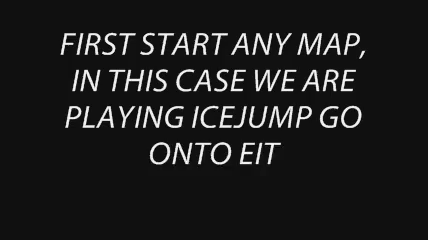 FIRST START ANY MAP,
IN THIS CASE WE ARE
PLAYING ICEJUMP GO
ONTO EIT